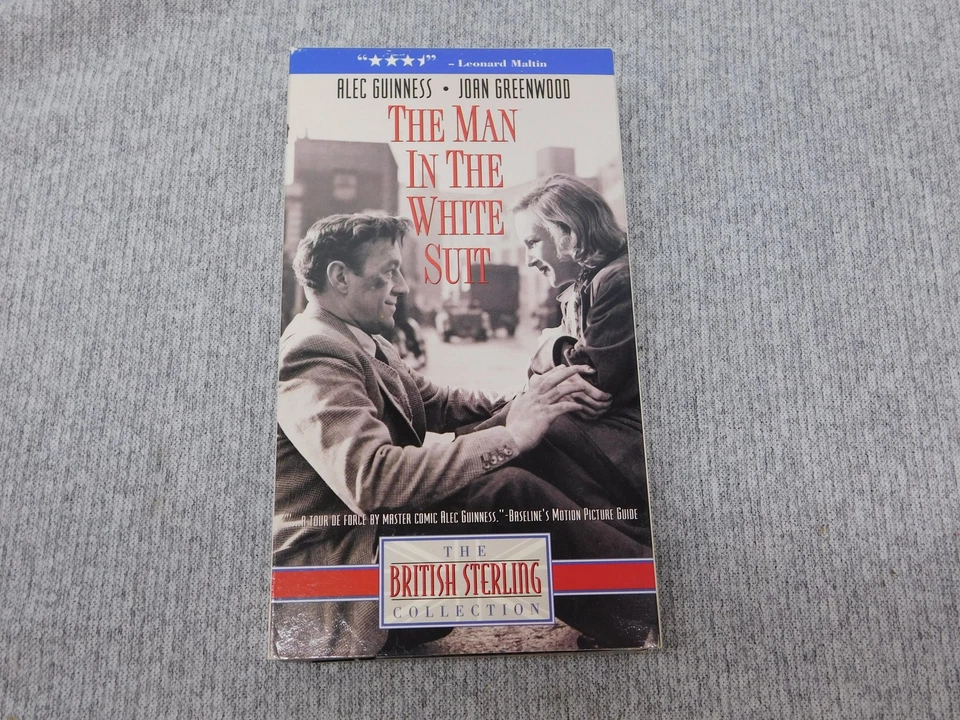 "★★★½" – Leonard Maltin
ALEC GUINNESS • JOAN GREENWOOD
THE MAN
IN THE
WHITE
SUIT
"...A TOUR DE FORCE BY MASTER COMIC ALEC GUINNESS."-BASELINE'S MOTION PICTURE GUIDE
THE
BRITISH STERLING
COLLECTION